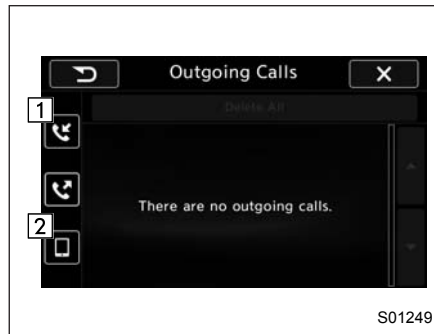 Outgoing Calls
1
Delete All
There are no outgoing calls.
2
S01249